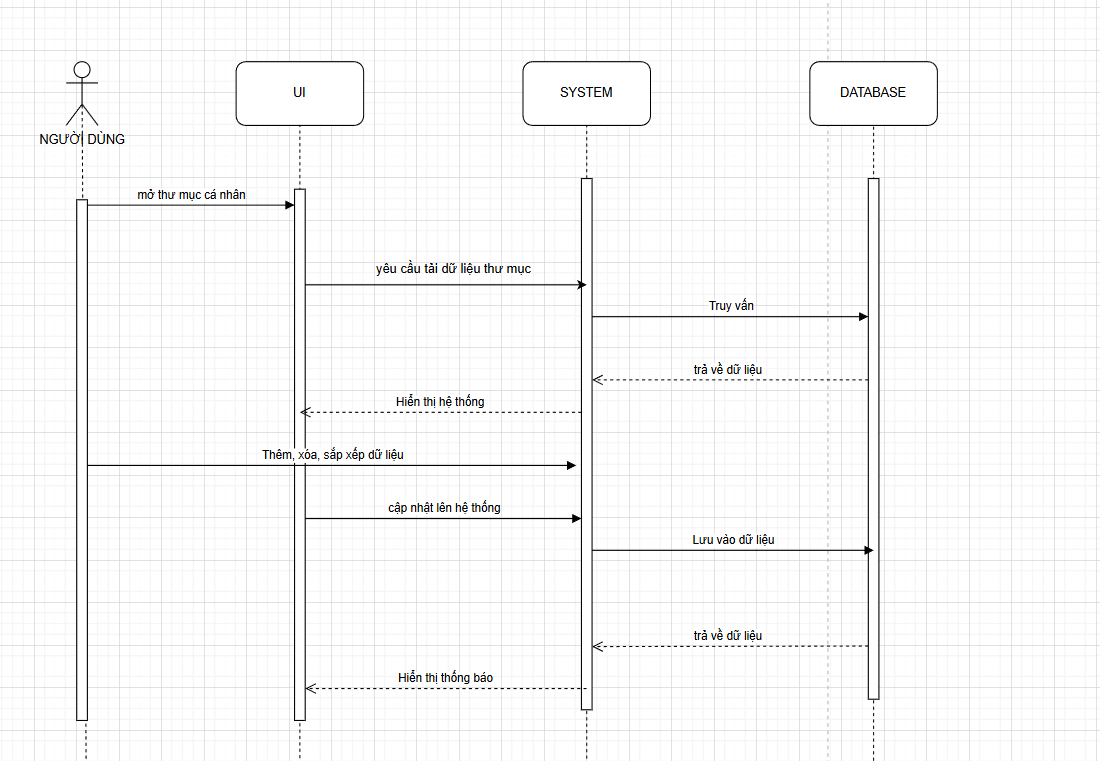 UI
SYSTEM
DATABASE
NGƯỜI DÙNG
mở thư mục cá nhân
yêu cầu tải dữ liệu thư mục
Truy vấn
trả về dữ liệu
Hiển thị hệ thống
Thêm, xóa, sắp xếp dữ liệu
cập nhật lên hệ thống
Lưu vào dữ liệu
trả về dữ liệu
Hiển thị thống báo